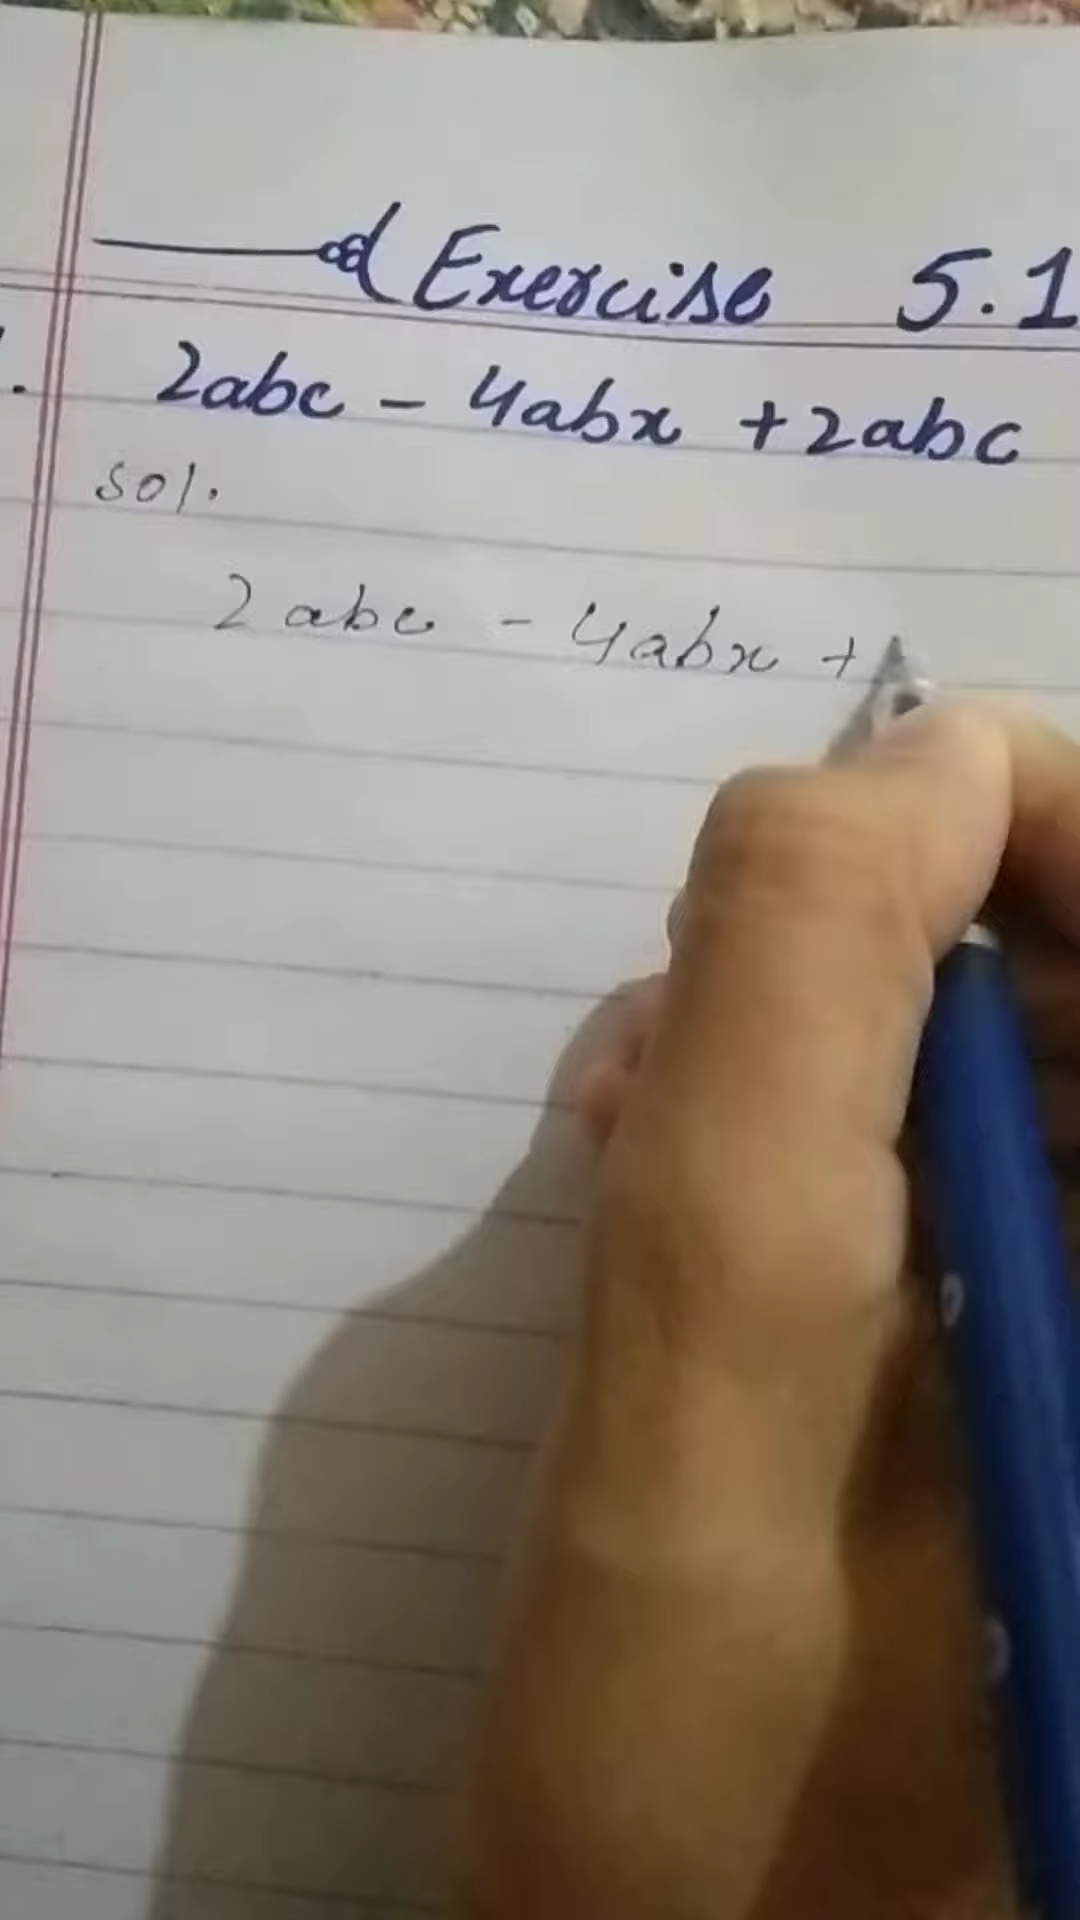 Exercise 5.1
2abc - 4abx + 2abc
sol.
2abc - 4abx +